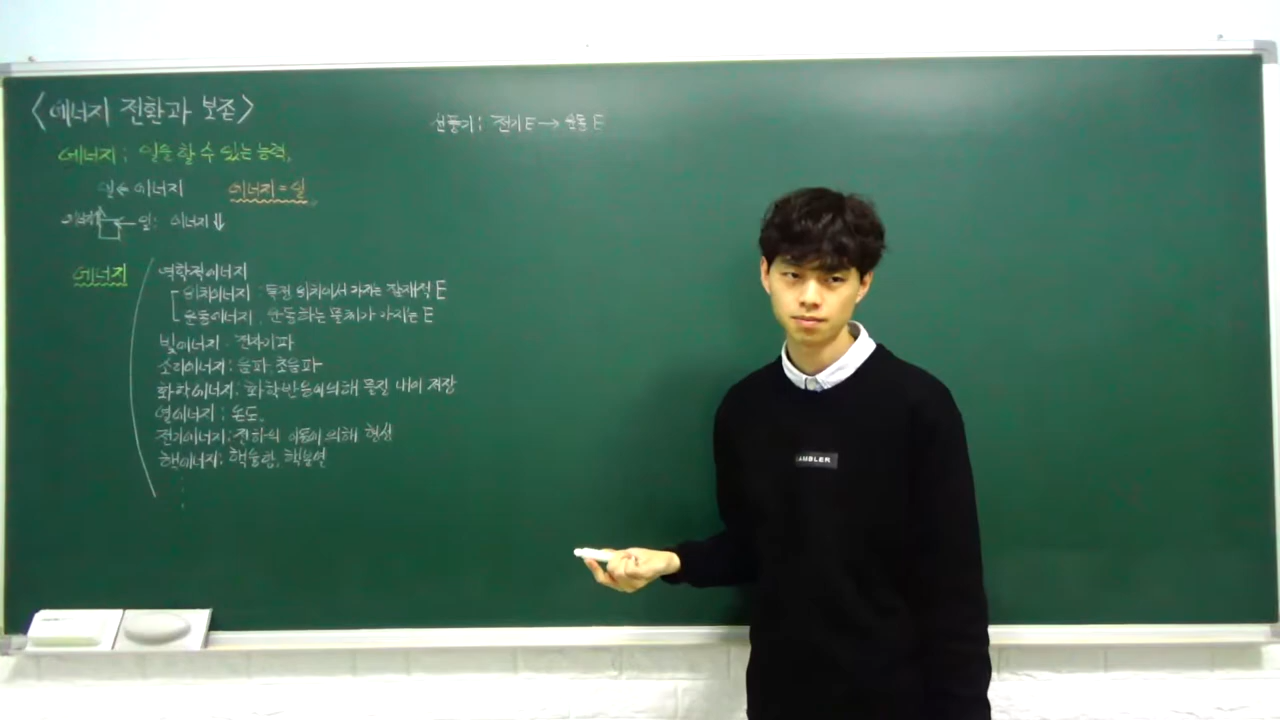 <에너지 전환과 보존>
에너지 : 일을 할 수 있는 능력.
일 ← 에너지 에너지 = 일
에너지 ← 일: 에너지 ↓
에너지
역학적에너지
위치에너지 : 특정 위치에서 가지는 잠재적 E
운동에너지 : 운동하는 물체가 가지는 E
빛에너지 : 전자기파
소리에너지 : 음파, 초음파
화학에너지 : 화학반응에 의해 물질 내에 저장
열에너지 : 온도.
전기에너지 : 전하의 이동에 의해 형성
핵에너지 : 핵융합, 핵분열
선풍기 : 전기E → 운동E
AMBLER